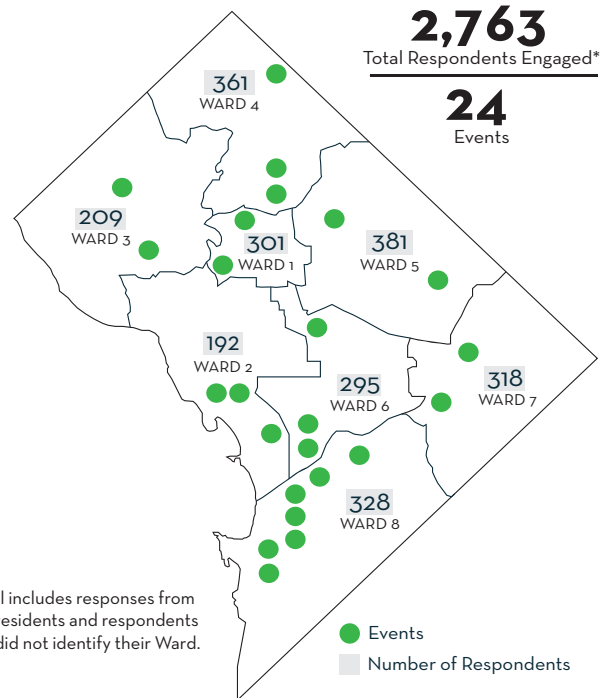 2,763
Total Respondents Engaged*
24
Events
361
WARD 4
209
WARD 3
301
WARD 1
381
WARD 5
192
WARD 2
295
WARD 6
318
WARD 7
328
WARD 8
includes responses from
residents and respondents
did not identify their Ward.
Events
Number of Respondents